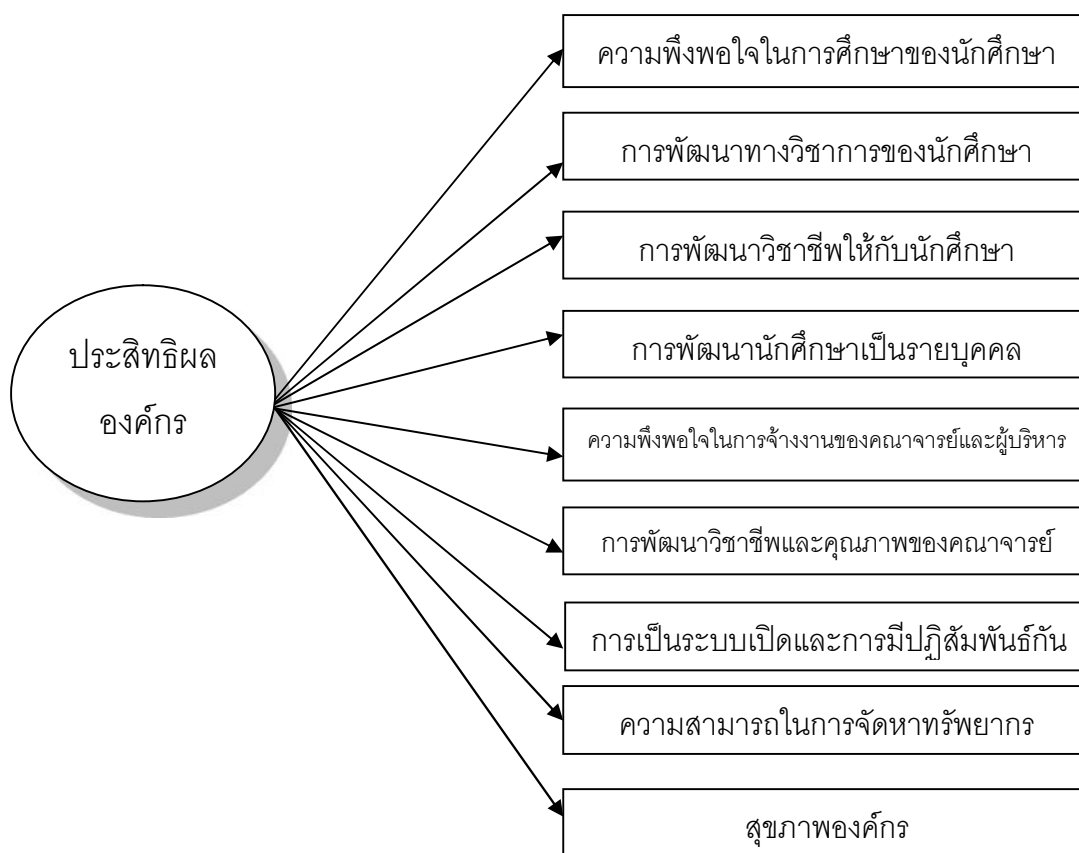 ความพึงพอใจในการศึกษาของนักศึกษา
การพัฒนาทางวิชาการของนักศึกษา
การพัฒนาวิชาชีพให้กับนักศึกษา
ประสิทธิผล
องค์กร
การพัฒนานักศึกษาเป็นรายบุคคล
ความพึงพอใจในการจ้างงานของคณาจารย์และผู้บริหาร
การพัฒนาวิชาชีพและคุณภาพของคณาจารย์
การเป็นระบบเปิดและการมีปฏิสัมพันธ์กัน
ความสามารถในการจัดหาทรัพยากร
สุขภาพองค์กร